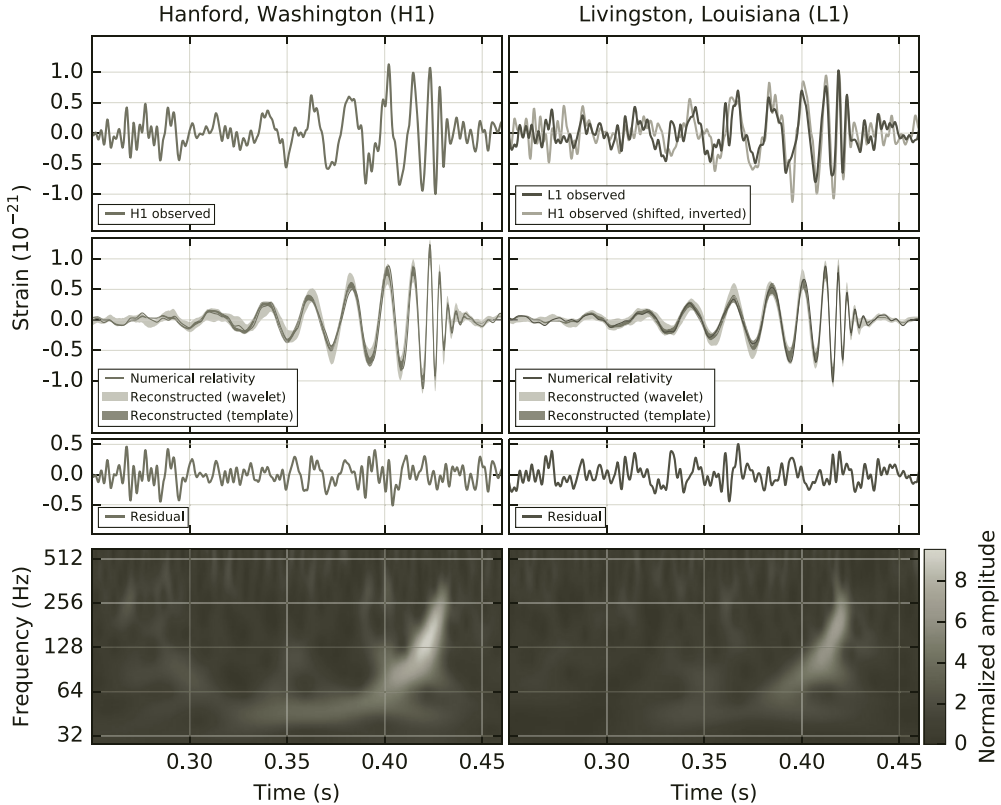 Hanford, Washington (H1)
Livingston, Louisiana (L1)
Strain (10⁻²¹)
1.0
0.5
0.0
-0.5
-1.0
H1 observed
L1 observed
H1 observed (shifted, inverted)
1.0
0.5
0.0
-0.5
-1.0
Numerical relativity
Reconstructed (wavelet)
Reconstructed (template)
Numerical relativity
Reconstructed (wavelet)
Reconstructed (template)
0.5
0.0
-0.5
Residual
Residual
Frequency (Hz)
512
256
128
64
32
Normalized amplitude
8
6
4
2
0
0.30 0.35 0.40 0.45
0.30 0.35 0.40 0.45
Time (s)
Time (s)